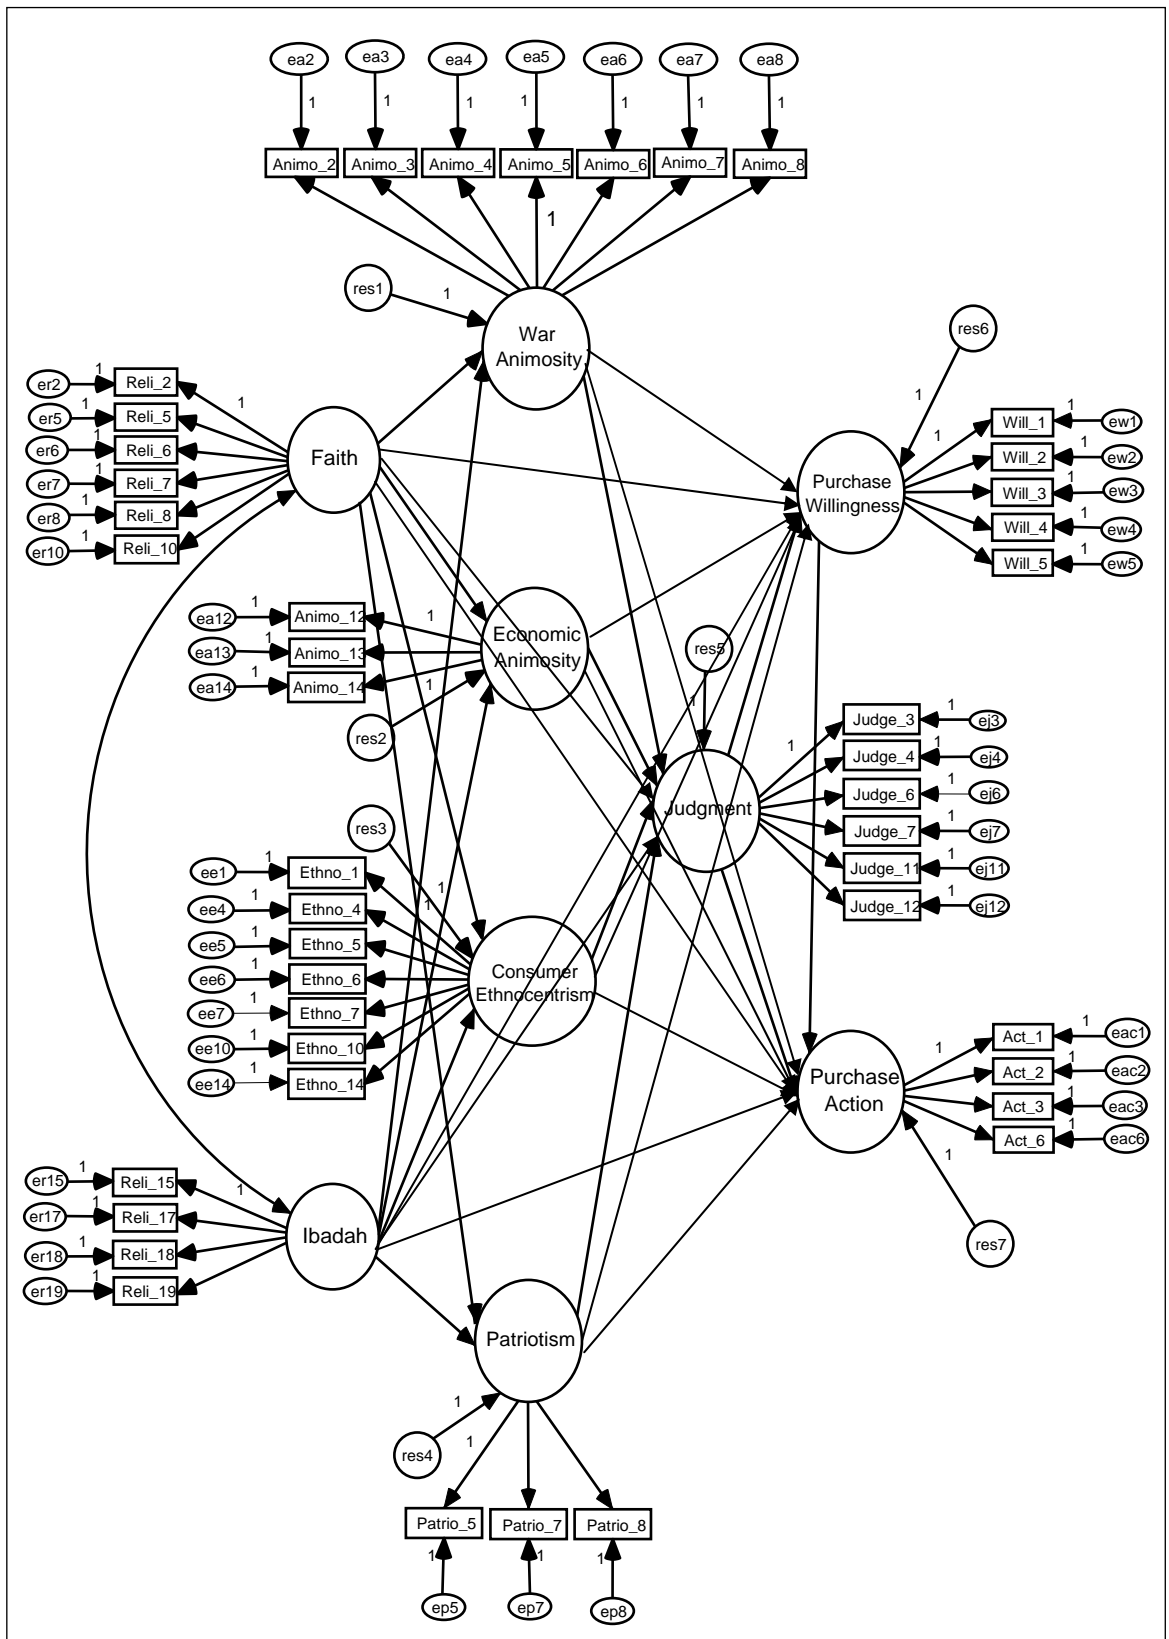 ea2 ea3 ea4 ea5 ea6 ea7 ea8
1 1 1 1 1 1 1
Animo_2 Animo_3 Animo_4 Animo_5 Animo_6 Animo_7 Animo_8
1
res1 1
War
Animosity
res6
1
er2 1 Reli_2 1
er5 1 Reli_5
er6 1 Reli_6
er7 1 Reli_7
er8 1 Reli_8
er10 1 Reli_10
Faith
Purchase
Willingness
1 Will_1 1 ew1
Will_2 1 ew2
Will_3 1 ew3
Will_4 1 ew4
Will_5 1 ew5
ea12 1 Animo_12 1
ea13 1 Animo_13
ea14 1 Animo_14
Economic
Animosity
res2 1
res5
1
Judgment
1 Judge_3 1 ej3
Judge_4 1 ej4
Judge_6 1 ej6
Judge_7 1 ej7
Judge_11 1 ej11
Judge_12 1 ej12
res3 1
ee1 1 Ethno_1 1
ee4 1 Ethno_4
ee5 1 Ethno_5
ee6 1 Ethno_6
ee7 1 Ethno_7
ee10 1 Ethno_10
ee14 1 Ethno_14
Consumer
Ethnocentrism
Purchase
Action
1 Act_1 1 eac1
Act_2 1 eac2
Act_3 1 eac3
Act_6 1 eac6
1
res7
er15 1 Reli_15 1
er17 1 Reli_17
er18 1 Reli_18
er19 1 Reli_19
Ibadah
Patriotism
res4 1
1
Patrio_5 Patrio_7 Patrio_8
1 1 1
ep5 ep7 ep8